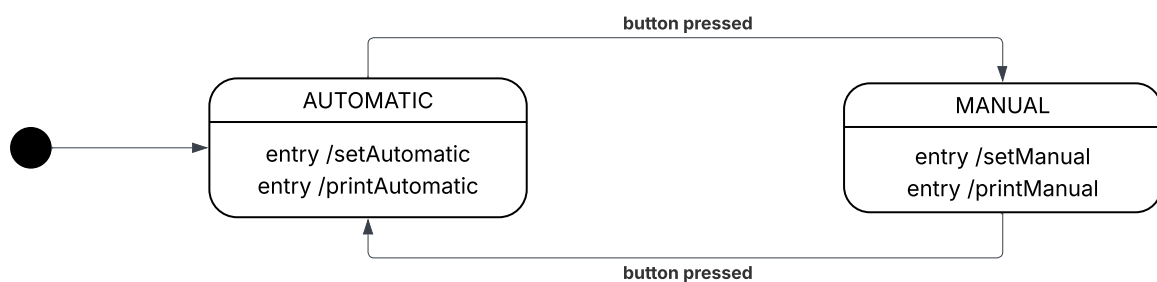 button pressed
AUTOMATIC
entry /setAutomatic
entry /printAutomatic
MANUAL
entry /setManual
entry /printManual
button pressed